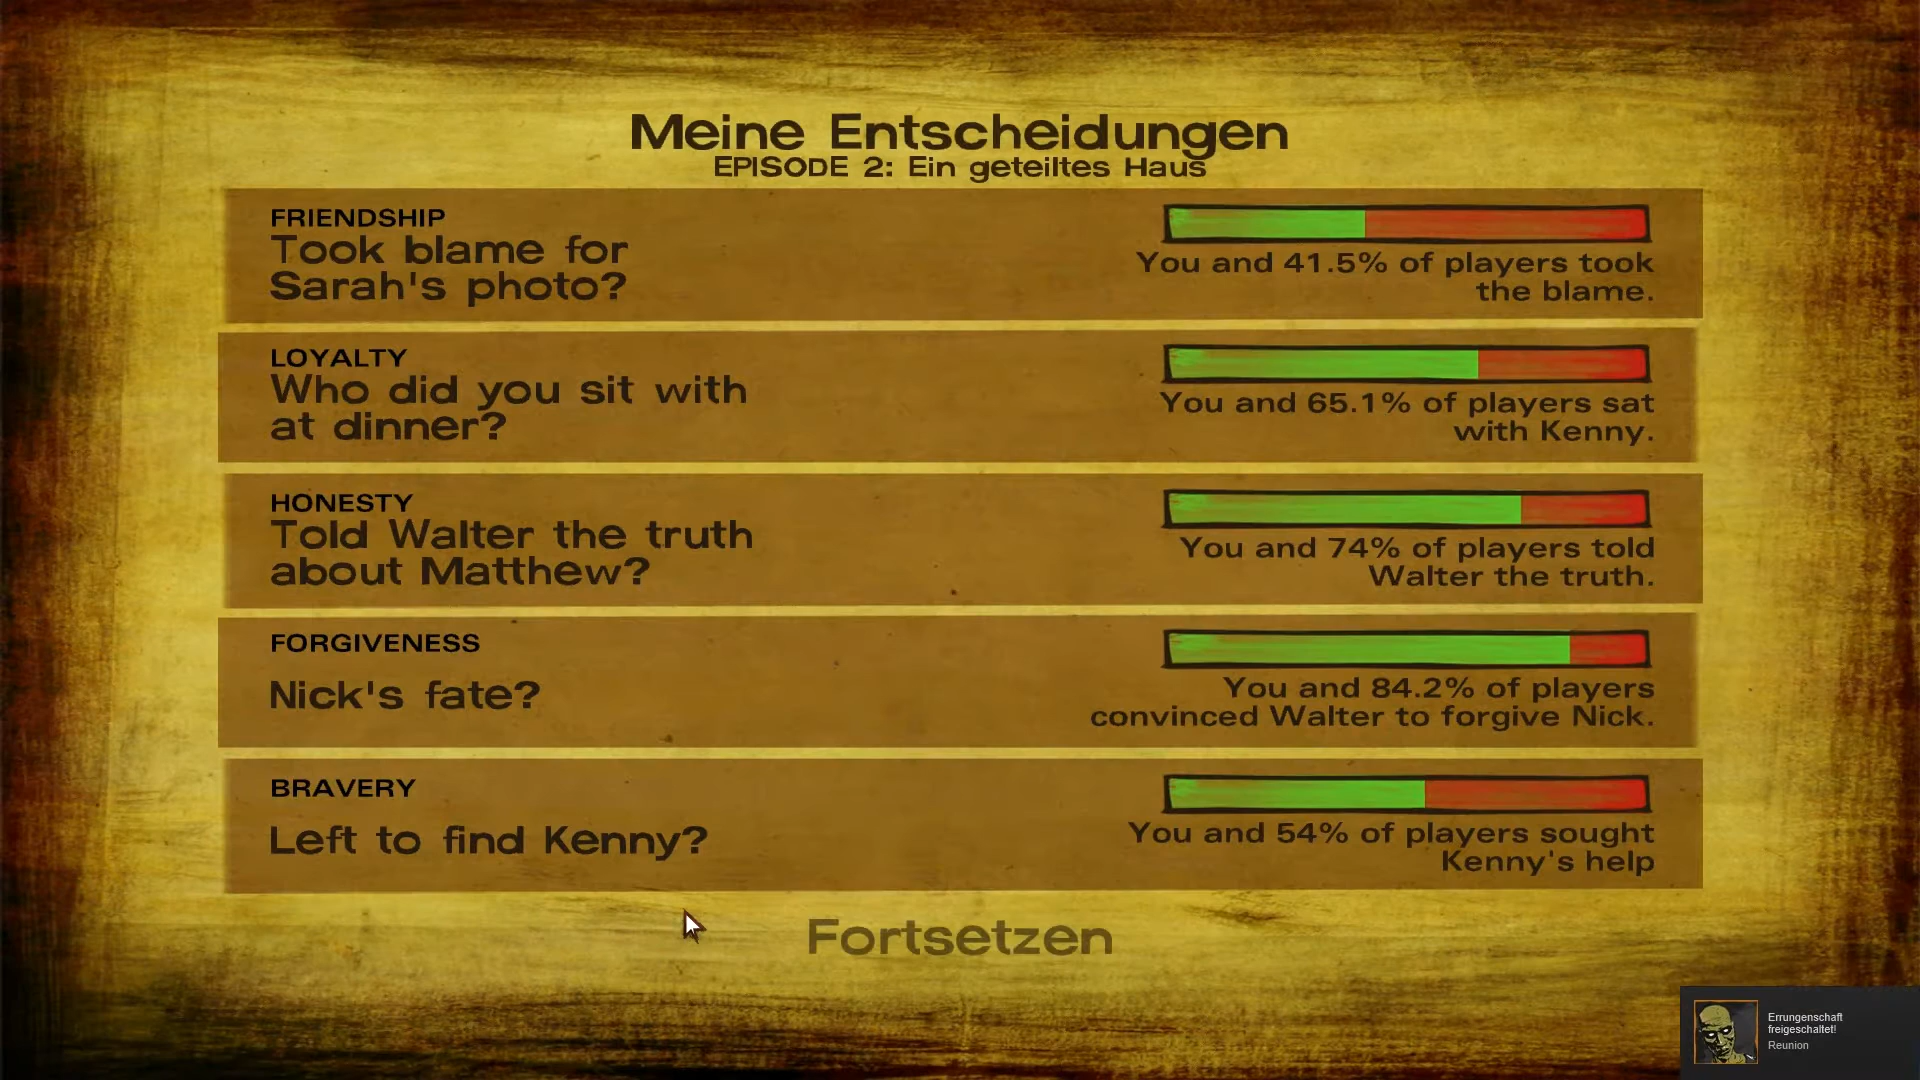 Meine Entscheidungen
EPISODE 2: Ein geteiltes Haus
FRIENDSHIP
Took blame for
Sarah's photo?
You and 41.5% of players took
the blame.
LOYALTY
Who did you sit with
at dinner?
You and 65.1% of players sat
with Kenny.
HONESTY
Told Walter the truth
about Matthew?
You and 74% of players told
Walter the truth.
FORGIVENESS
Nick's fate?
You and 84.2% of players
convinced Walter to forgive Nick.
BRAVERY
Left to find Kenny?
You and 54% of players sought
Kenny's help
Fortsetzen
Errungenschaft
freigeschaltet!
Reunion